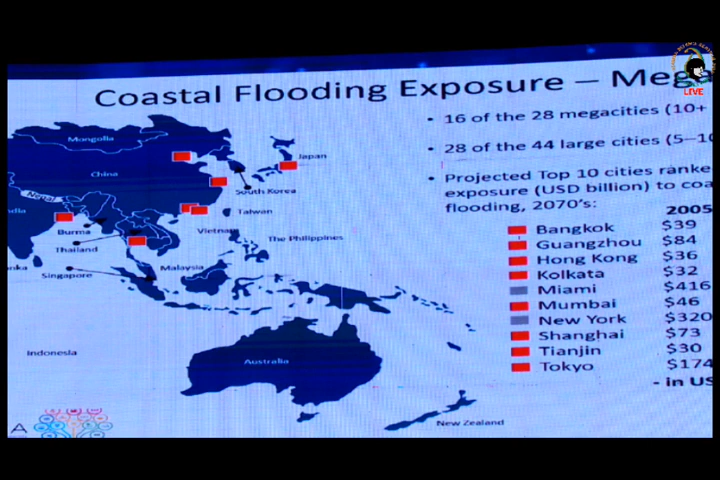 Coastal Flooding Exposure – Mega
LIVE
• 16 of the 28 megacities (10+
• 28 of the 44 large cities (5–10
• Projected Top 10 cities ranke
exposure (USD billion) to coa
flooding, 2070's:
2005
Bangkok $39
Guangzhou $84
Hong Kong $36
Kolkata $32
Miami $416
Mumbai $46
New York $320
Shanghai $73
Tianjin $30
Tokyo $174
- in US
Mongolia
Japan
China
South Korea
Nepal
India
Taiwan
Burma
Vietnam
The Philippines
Thailand
Malaysia
Singapore
Indonesia
Australia
New Zealand
A